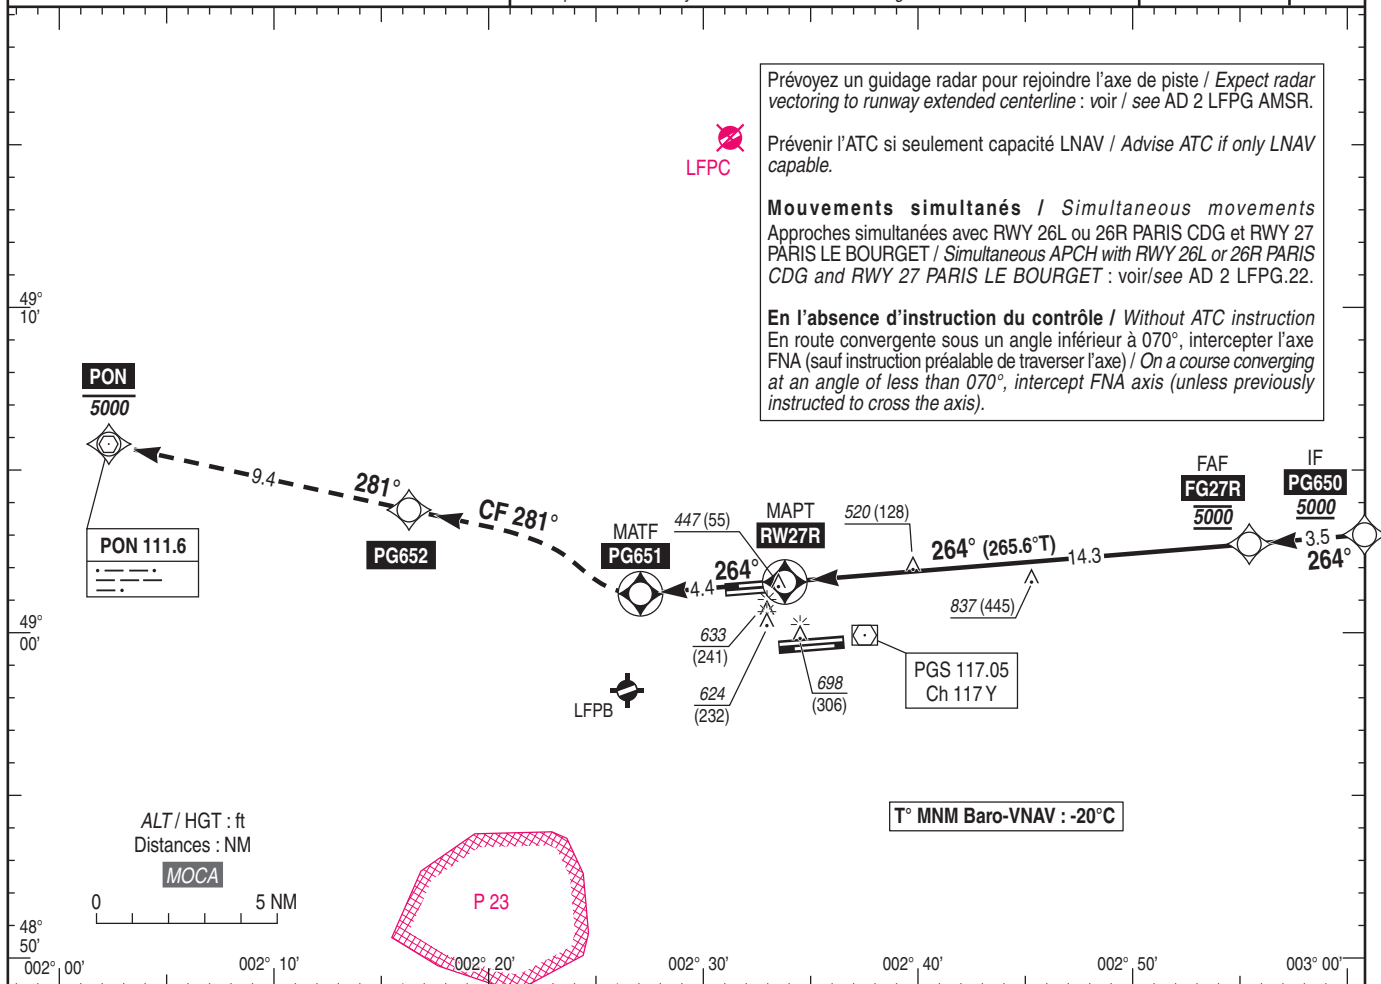 Prévoyez un guidage radar pour rejoindre l'axe de piste / Expect radar
vectoring to runway extended centerline : voir / see AD 2 LFPG AMSR.
Prévenir l'ATC si seulement capacité LNAV / Advise ATC if only LNAV
capable.
Mouvements simultanés / Simultaneous movements
Approches simultanées avec RWY 26L ou 26R PARIS CDG et RWY 27
PARIS LE BOURGET / Simultaneous APCH with RWY 26L or 26R PARIS
CDG and RWY 27 PARIS LE BOURGET : voir/see AD 2 LFPG.22.
En l'absence d'instruction du contrôle / Without ATC instruction
En route convergente sous un angle inférieur à 070°, intercepter l'axe
FNA (sauf instruction préalable de traverser l'axe) / On a course converging
at an angle of less than 070°, intercept FNA axis (unless previously
instructed to cross the axis).
LFPC
49°
10'
PON
5000
9.4
281°
CF 281°
PG652
PON 111.6
MATF
PG651
447 (55)
MAPT
RW27R
520 (128)
264° (265.6°T)
14.3
FAF
FG27R
5000
IF
PG650
5000
3.5
264°
4.4
264°
837 (445)
49°
00'
633
(241)
624
(232)
698
(306)
PGS 117.05
Ch 117 Y
LFPB
T° MNM Baro-VNAV : -20°C
ALT / HGT : ft
Distances : NM
MOCA
0
5 NM
P 23
48°
50'
002° 00'
002° 10'
002° 20'
002° 30'
002° 40'
002° 50'
003° 00'